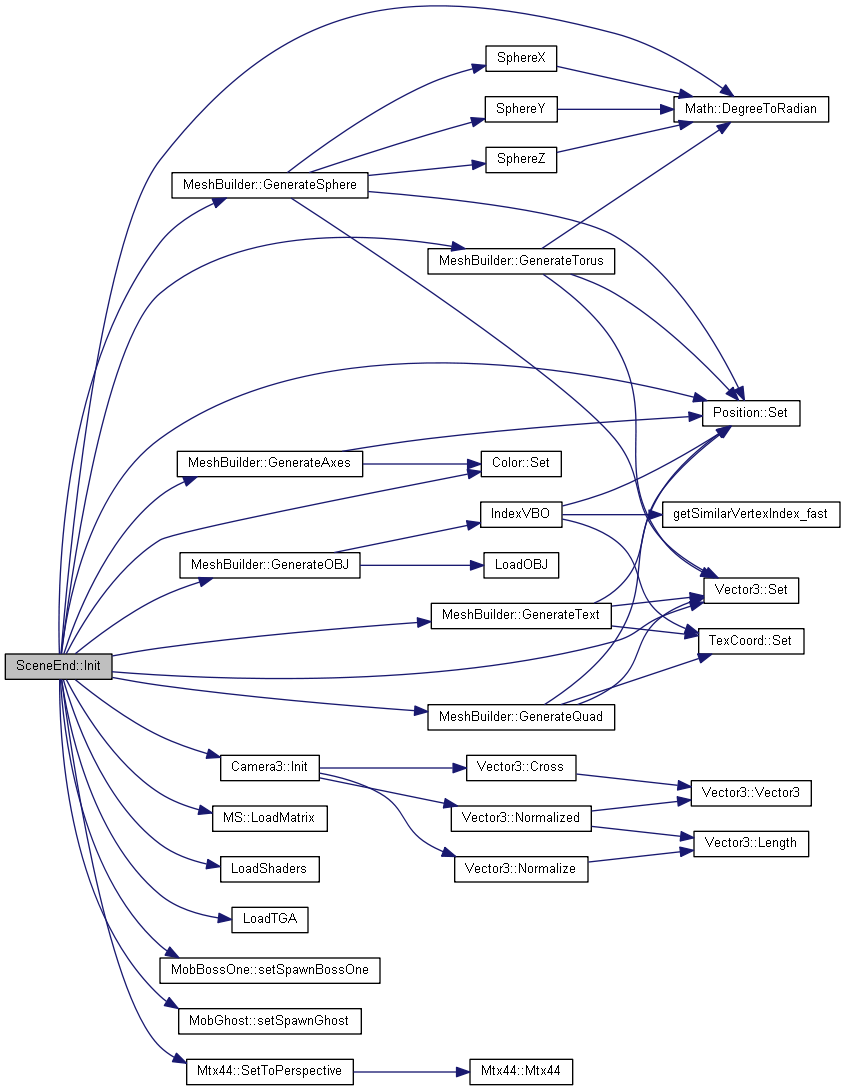 SphereX
Math::DegreeToRadian
SphereY
SphereZ
MeshBuilder::GenerateSphere
MeshBuilder::GenerateTorus
Position::Set
MeshBuilder::GenerateAxes
Color::Set
IndexVBO
getSimilarVertexIndex_fast
MeshBuilder::GenerateOBJ
LoadOBJ
Vector3::Set
MeshBuilder::GenerateText
TexCoord::Set
SceneEnd::Init
MeshBuilder::GenerateQuad
Camera3::Init
Vector3::Cross
Vector3::Vector3
MS::LoadMatrix
Vector3::Normalized
Vector3::Length
LoadShaders
Vector3::Normalize
LoadTGA
MobBossOne::setSpawnBossOne
MobGhost::setSpawnGhost
Mtx44::SetToPerspective
Mtx44::Mtx44